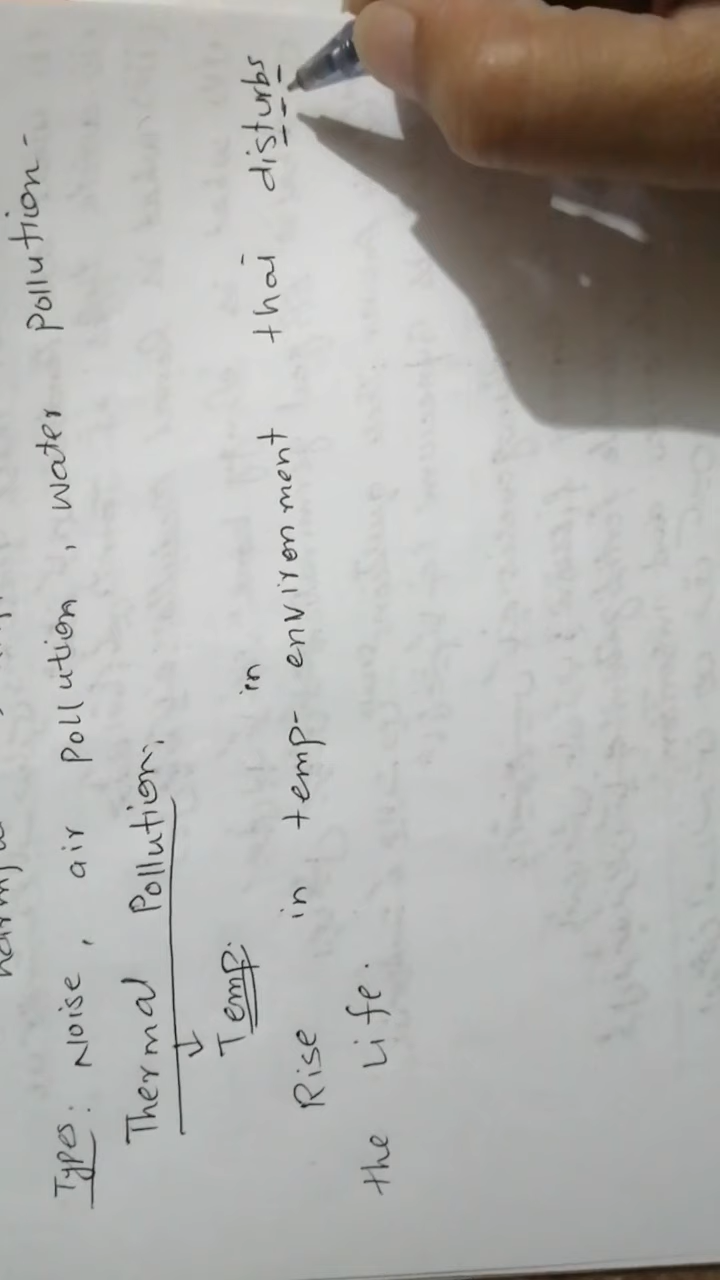 Types: Noise, air Pollution, water Pollution-
Thermal Pollution,
Temp.
in
Rise in temp- environment that disturbs
the Life.